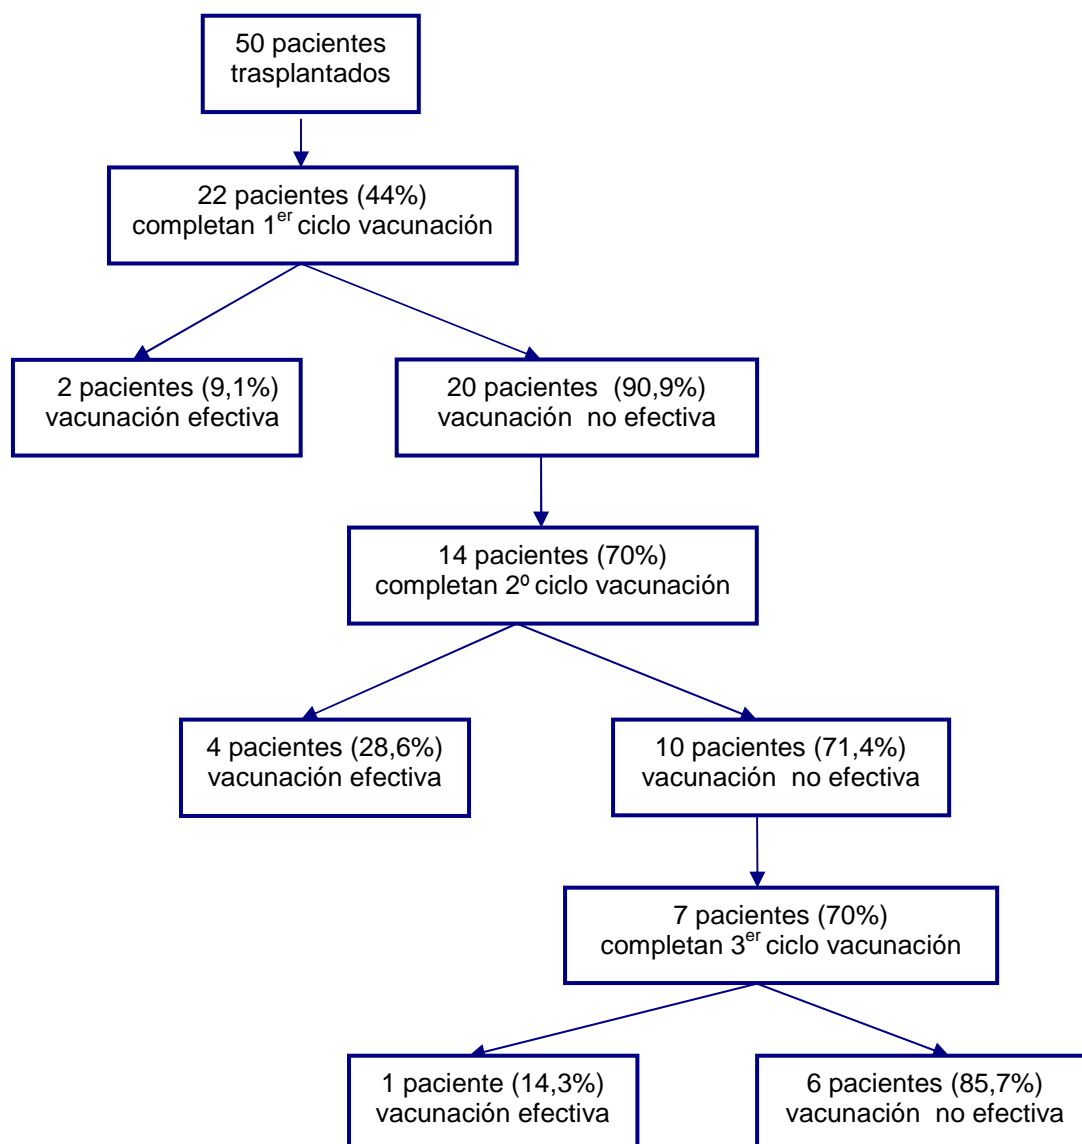 50 pacientes
trasplantados
22 pacientes (44%)
completan 1er ciclo vacunación
2 pacientes (9,1%)
vacunación efectiva
20 pacientes (90,9%)
vacunación no efectiva
14 pacientes (70%)
completan 2º ciclo vacunación
4 pacientes (28,6%)
vacunación efectiva
10 pacientes (71,4%)
vacunación no efectiva
7 pacientes (70%)
completan 3er ciclo vacunación
1 paciente (14,3%)
vacunación efectiva
6 pacientes (85,7%)
vacunación no efectiva